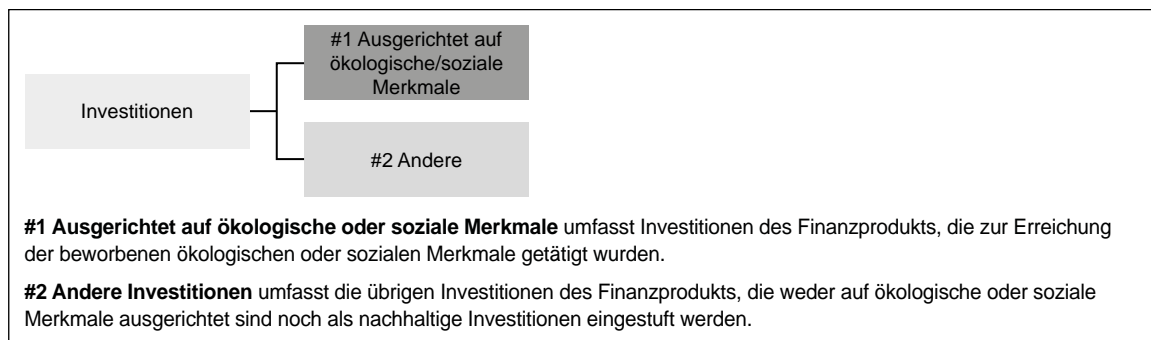 #1 Ausgerichtet auf
ökologische/soziale
Merkmale
Investitionen
#2 Andere
#1 Ausgerichtet auf ökologische oder soziale Merkmale umfasst Investitionen des Finanzprodukts, die zur Erreichung
der beworbenen ökologischen oder sozialen Merkmale getätigt wurden.
#2 Andere Investitionen umfasst die übrigen Investitionen des Finanzprodukts, die weder auf ökologische oder soziale
Merkmale ausgerichtet sind noch als nachhaltige Investitionen eingestuft werden.